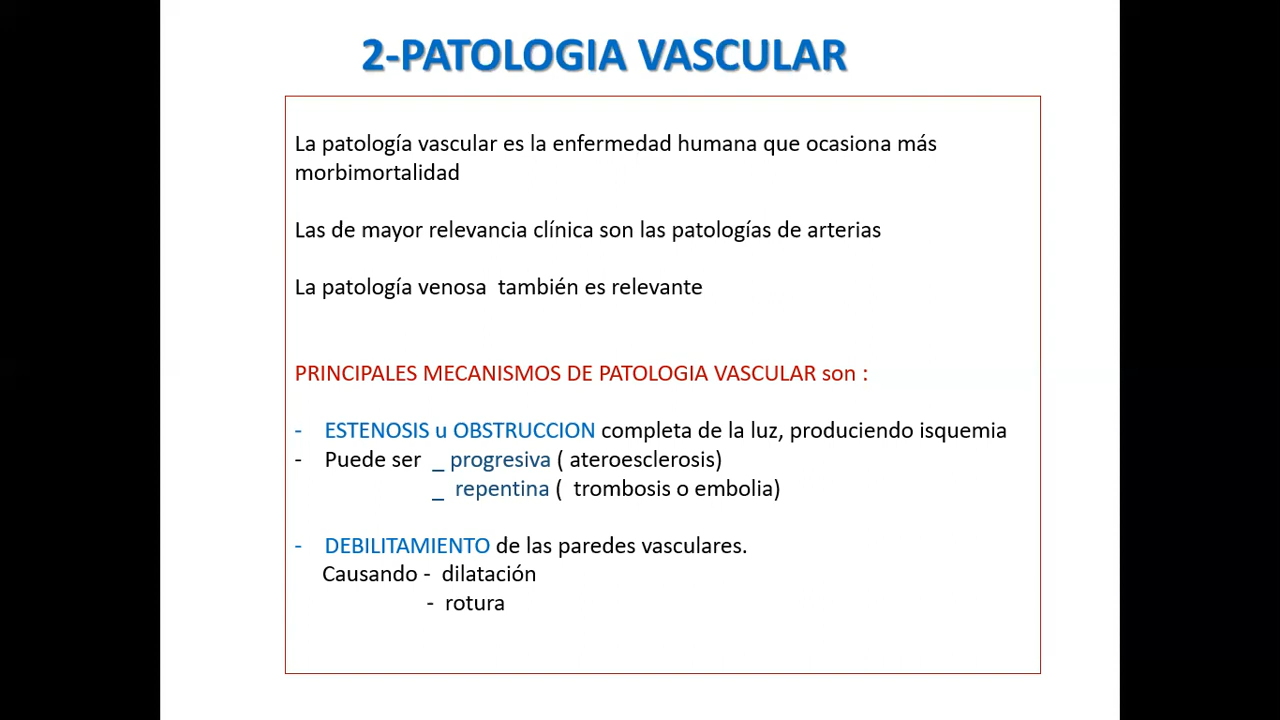 2-PATOLOGIA VASCULAR
La patología vascular es la enfermedad humana que ocasiona más
morbimortalidad
Las de mayor relevancia clínica son las patologías de arterias
La patología venosa  también es relevante
PRINCIPALES MECANISMOS DE PATOLOGIA VASCULAR son :
- ESTENOSIS u OBSTRUCCION completa de la luz, produciendo isquemia
- Puede ser _ progresiva ( ateroesclerosis)
_ repentina ( trombosis o embolia)
- DEBILITAMIENTO de las paredes vasculares.
Causando - dilatación
- rotura